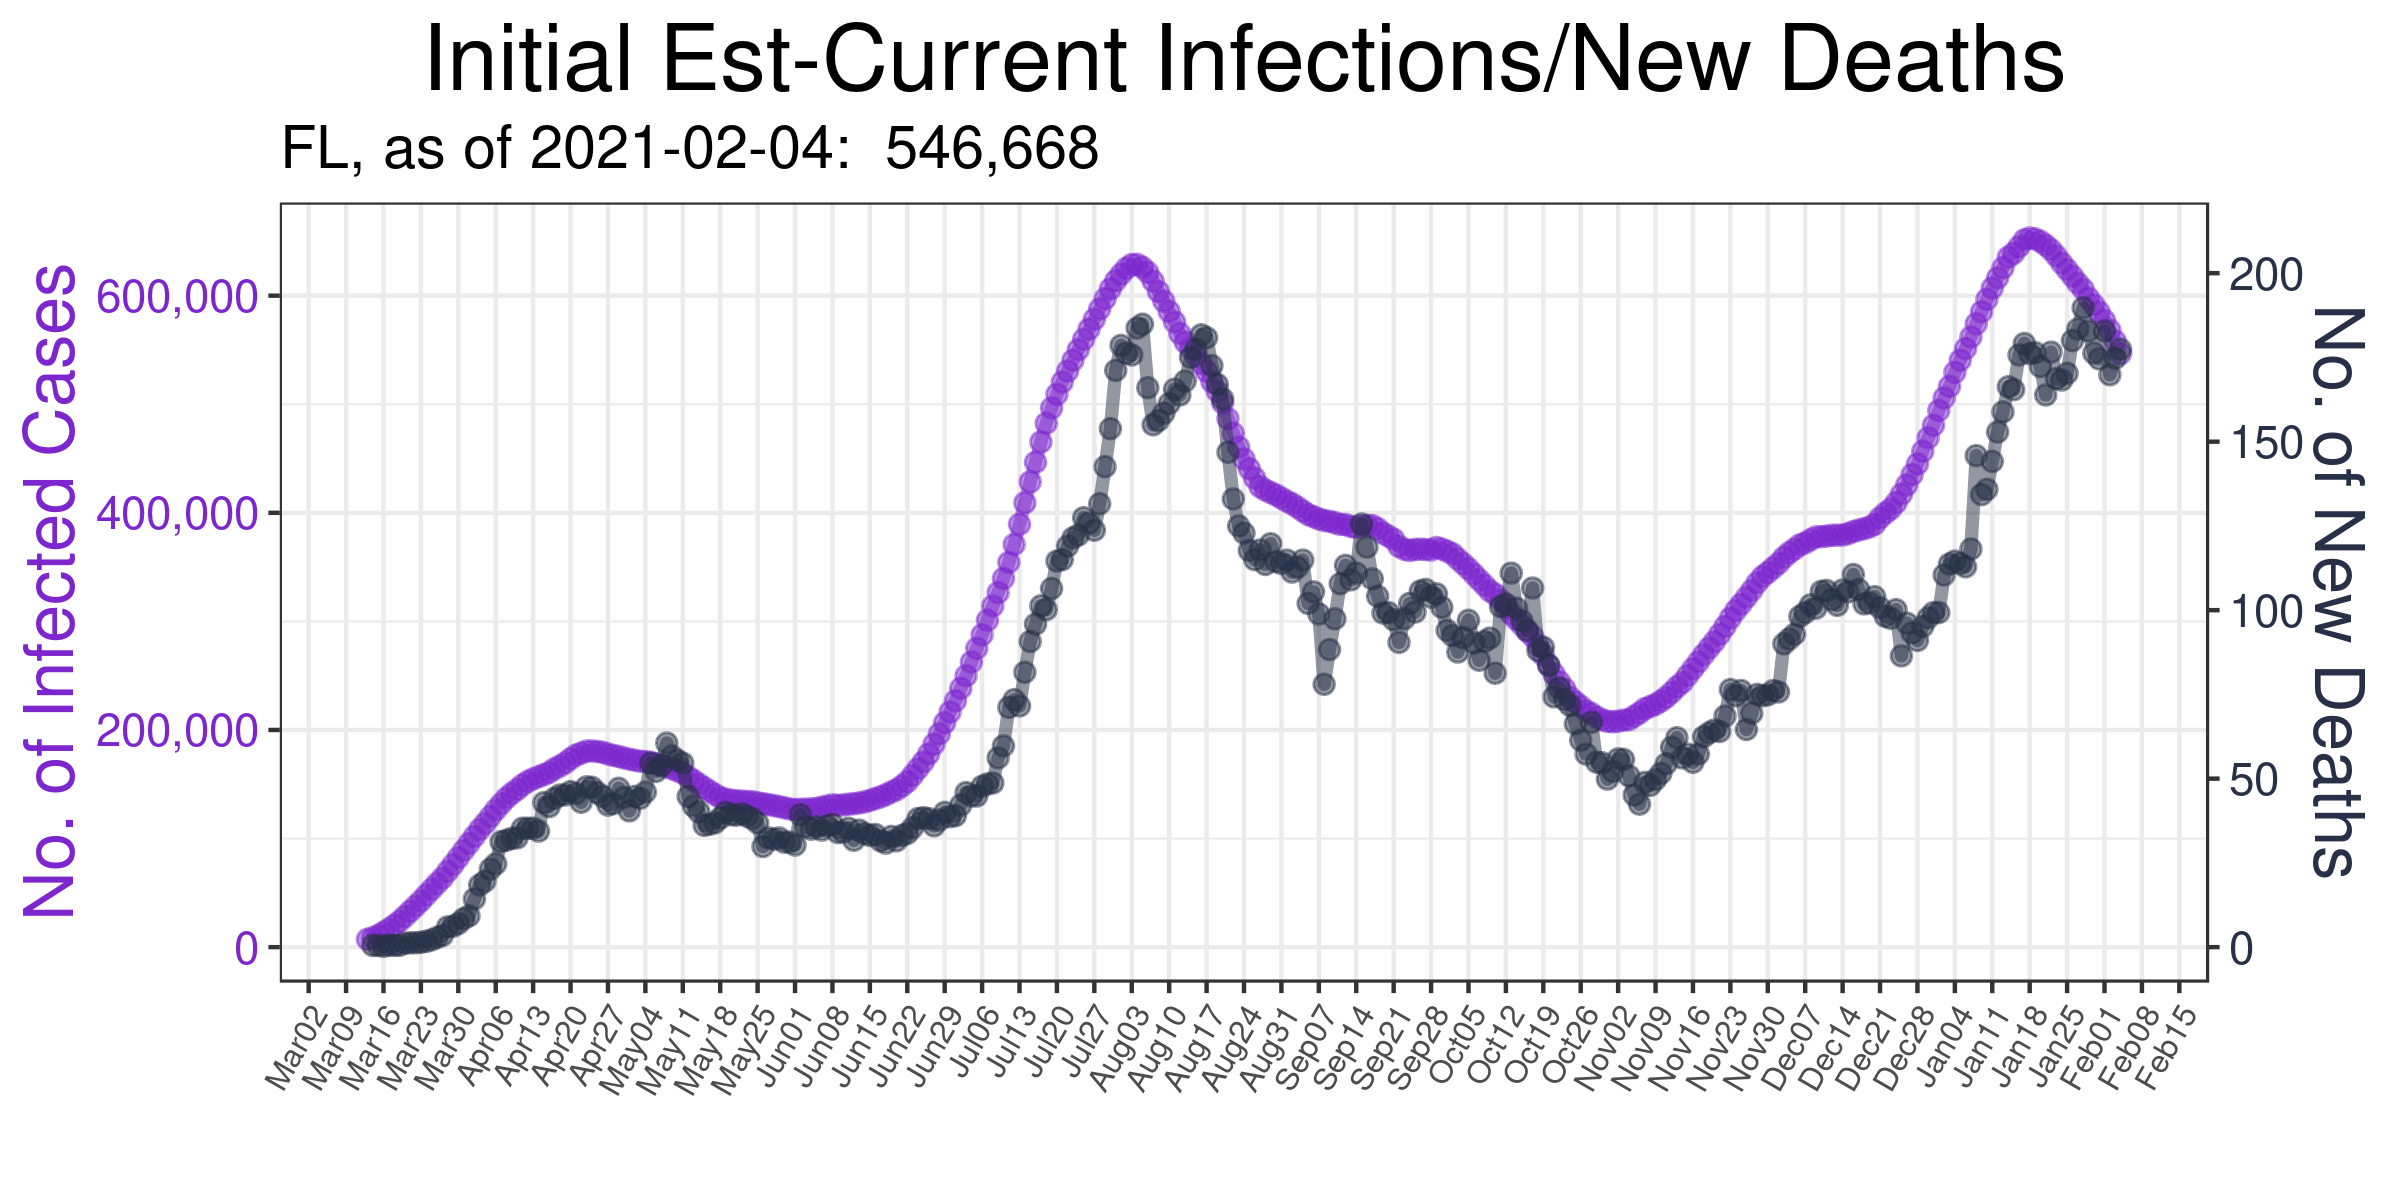 Initial Est-Current Infections/New Deaths
FL, as of 2021-02-04:  546,668
No. of Infected Cases
600,000
400,000
200,000
0
200
150
100
50
0
No. of New Deaths
Mar02
Mar09
Mar16
Mar23
Mar30
Apr06
Apr13
Apr20
Apr27
May04
May11
May18
May25
Jun01
Jun08
Jun15
Jun22
Jun29
Jul06
Jul13
Jul20
Jul27
Aug03
Aug10
Aug17
Aug24
Aug31
Sep07
Sep14
Sep21
Sep28
Oct05
Oct12
Oct19
Oct26
Nov02
Nov09
Nov16
Nov23
Nov30
Dec07
Dec14
Dec21
Dec28
Jan04
Jan11
Jan18
Jan25
Feb01
Feb08
Feb15